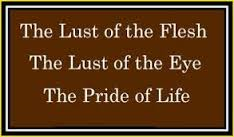 The Lust of the Flesh
The Lust of the Eye
The Pride of Life